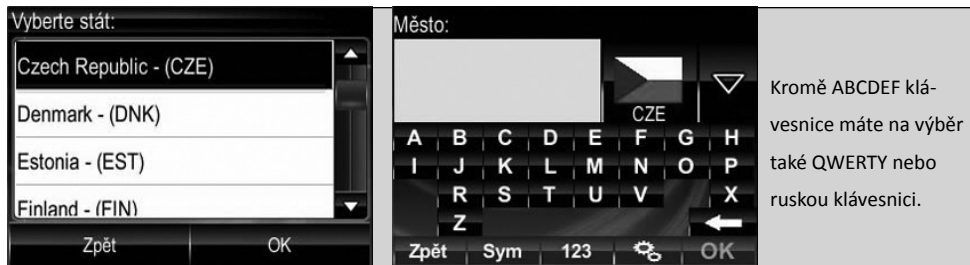 Vyberte stát:
Czech Republic - (CZE)
Denmark - (DNK)
Estonia - (EST)
Finland - (FIN)
Zpět OK
Město:
CZE
A B C D E F G H
I J K L M N O P
R S T U V X
Z
Zpět Sym 123 OK
Kromě ABCDEF klá-
vesnice máte na výběr
také QWERTY nebo
ruskou klávesnici.